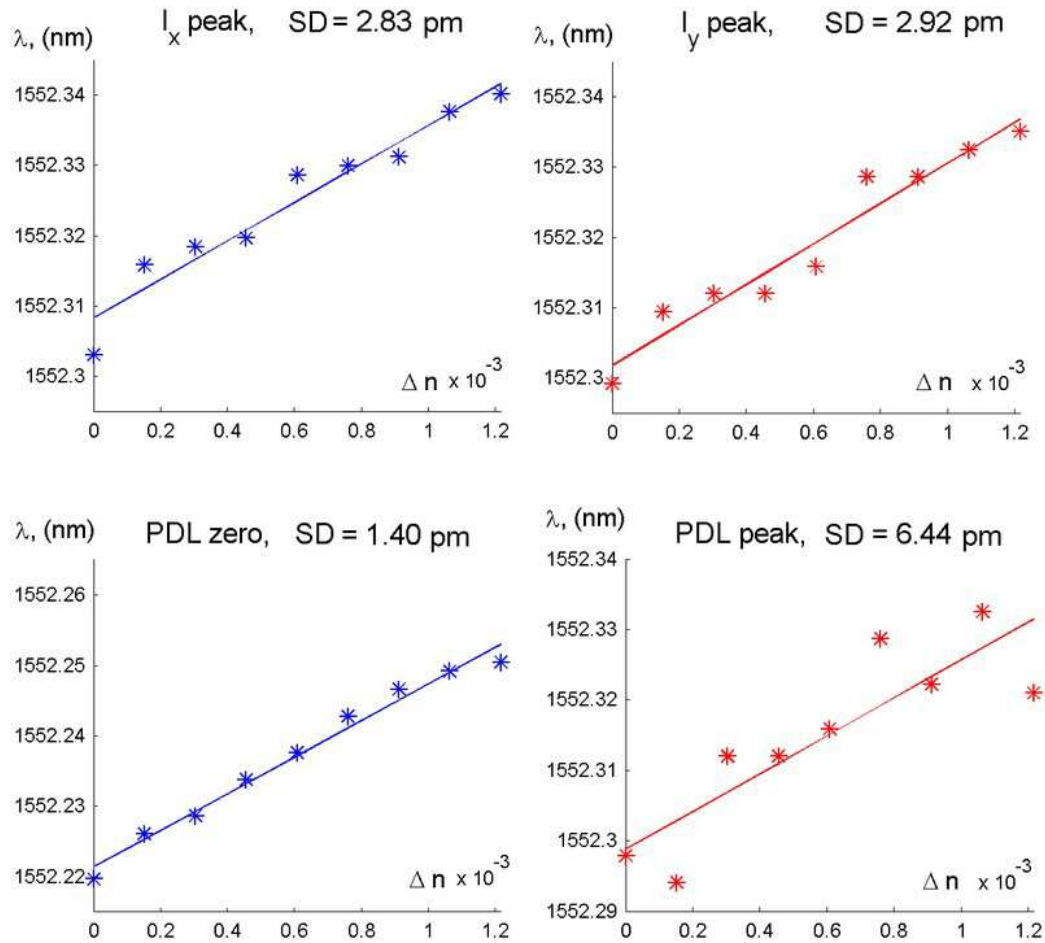 I_x peak, SD = 2.83 pm
λ, (nm)
1552.34
1552.33
1552.32
1552.31
1552.3
Δ n × 10^-3
0 0.2 0.4 0.6 0.8 1 1.2
I_y peak, SD = 2.92 pm
λ, (nm)
1552.34
1552.33
1552.32
1552.31
1552.3
Δ n × 10^-3
0 0.2 0.4 0.6 0.8 1 1.2
PDL zero, SD = 1.40 pm
λ, (nm)
1552.26
1552.25
1552.24
1552.23
1552.22
Δ n × 10^-3
0 0.2 0.4 0.6 0.8 1 1.2
PDL peak, SD = 6.44 pm
λ, (nm)
1552.34
1552.33
1552.32
1552.31
1552.3
1552.29
Δ n × 10^-3
0 0.2 0.4 0.6 0.8 1 1.2